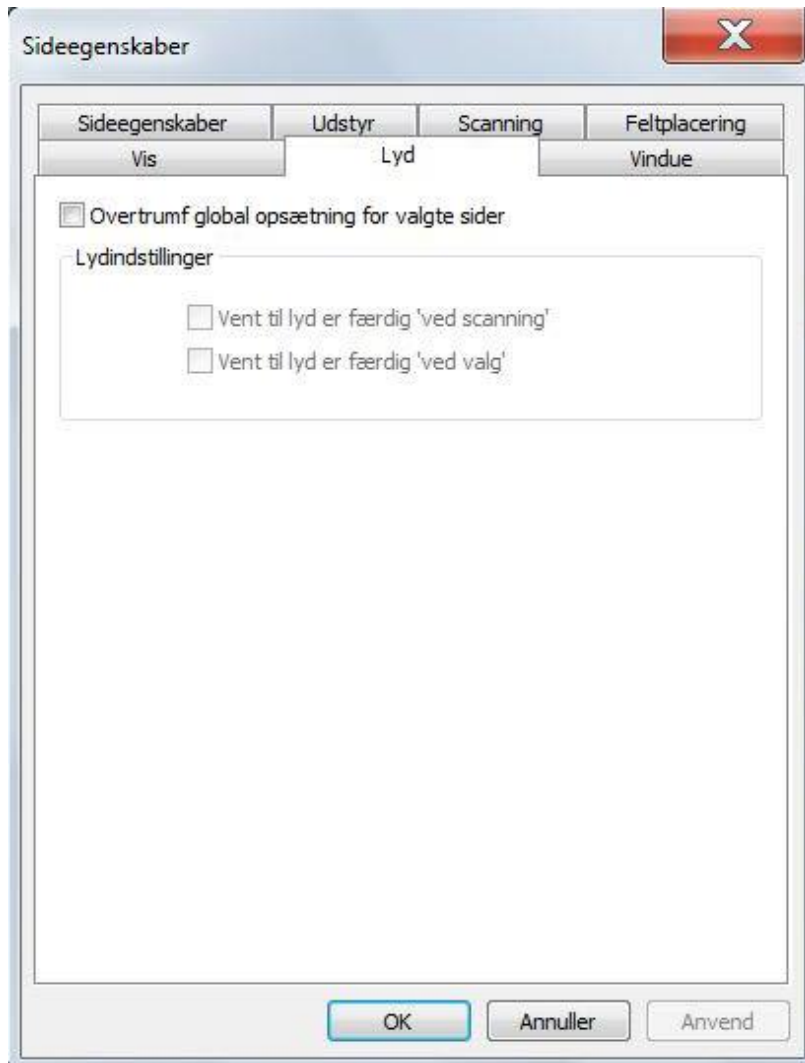 Sideegenskaber
Sideegenskaber Udstyr Scanning Feltplacering
Vis Lyd Vindue
Overtrumf global opsætning for valgte sider
Lydindstillinger
Vent til lyd er færdig 'ved scanning'
Vent til lyd er færdig 'ved valg'
OK Annuller Anvend